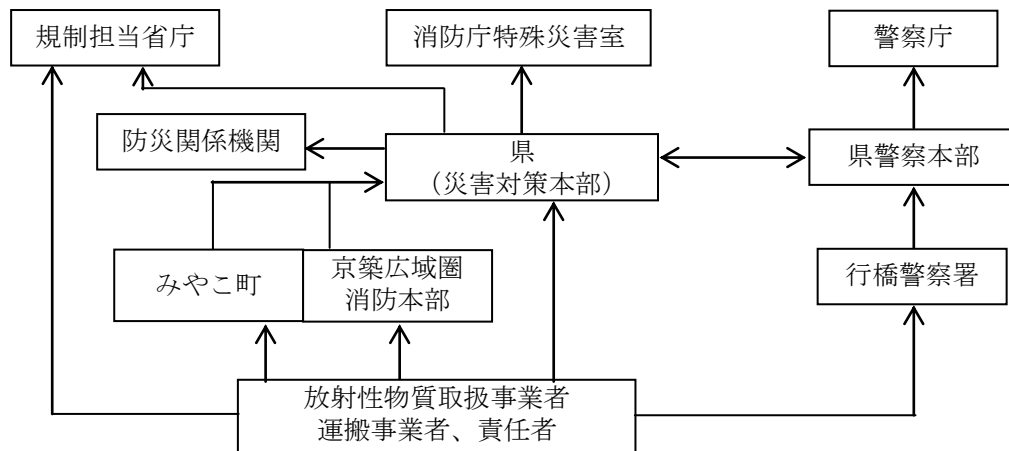 規制担当省庁
消防庁特殊災害室
警察庁
防災関係機関
県
（災害対策本部）
県警察本部
みやこ町
京築広域圏
消防本部
行橋警察署
放射性物質取扱事業者
運搬事業者、責任者